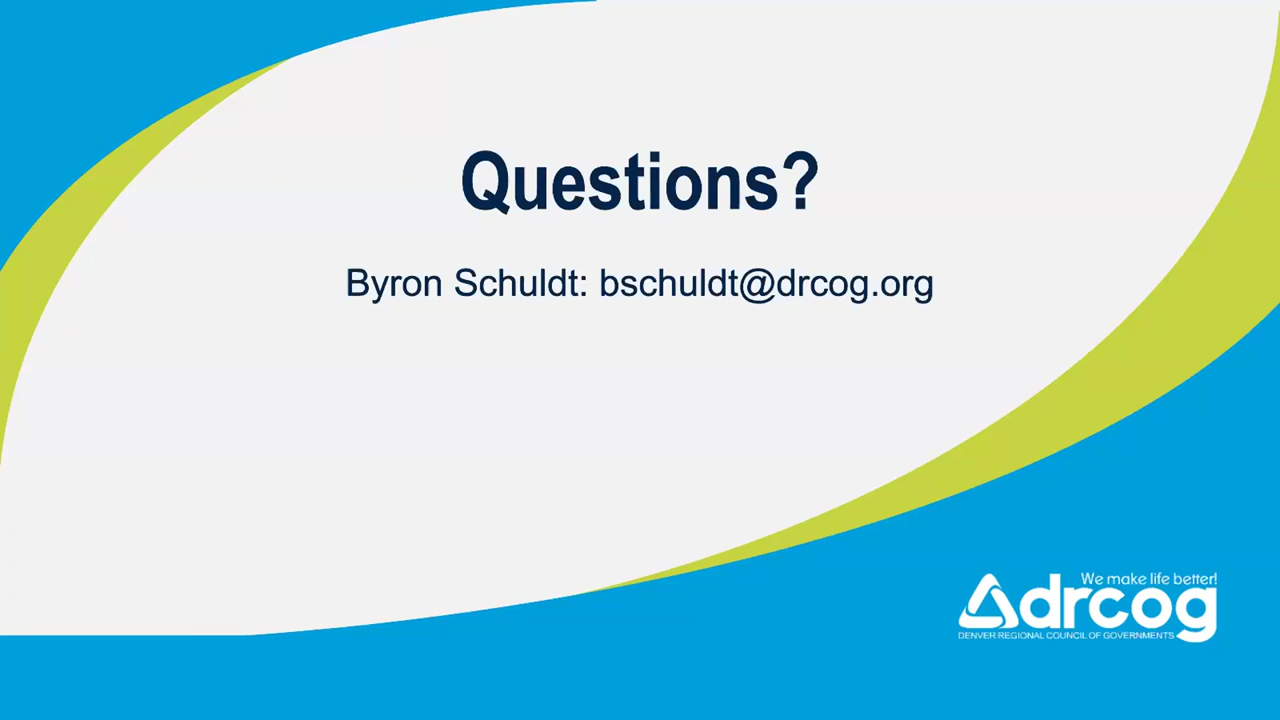 Questions?
Byron Schuldt: bschuldt@drcog.org
We make life better!
drcog
DENVER REGIONAL COUNCIL OF GOVERNMENTS